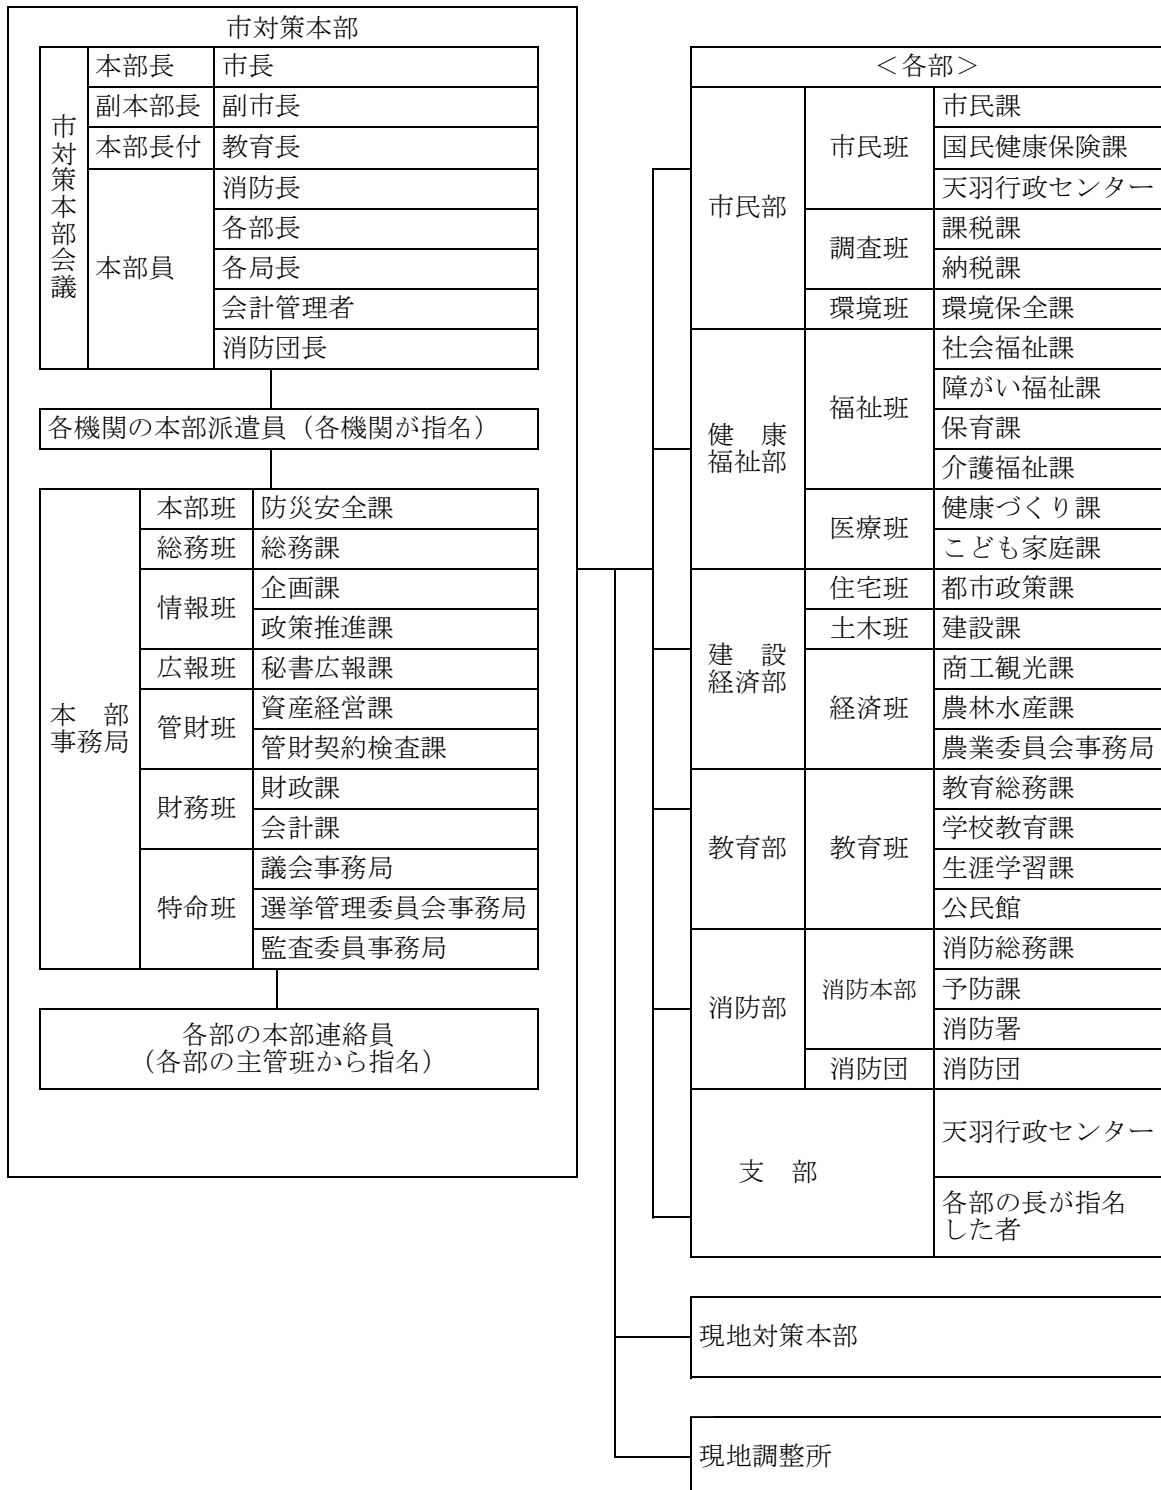 市対策本部
市対策本部会議
本部長
市長
副本部長
副市長
本部長付
教育長
本部員
消防長
各部長
各局長
会計管理者
消防団長
各機関の本部派遣員（各機関が指名）
本　部
事務局
本部班
防災安全課
総務班
総務課
情報班
企画課
政策推進課
広報班
秘書広報課
管財班
資産経営課
管財契約検査課
財務班
財政課
会計課
特命班
議会事務局
選挙管理委員会事務局
監査委員事務局
各部の本部連絡員
（各部の主管班から指名）
＜各部＞
市民部
市民班
市民課
国民健康保険課
天羽行政センター
調査班
課税課
納税課
環境班
環境保全課
健　康
福祉部
福祉班
社会福祉課
障がい福祉課
保育課
介護福祉課
医療班
健康づくり課
こども家庭課
建　設
経済部
住宅班
都市政策課
土木班
建設課
経済班
商工観光課
農林水産課
農業委員会事務局
教育部
教育班
教育総務課
学校教育課
生涯学習課
公民館
消防部
消防本部
消防総務課
予防課
消防署
消防団
消防団
支　部
天羽行政センター
各部の長が指名
した者
現地対策本部
現地調整所